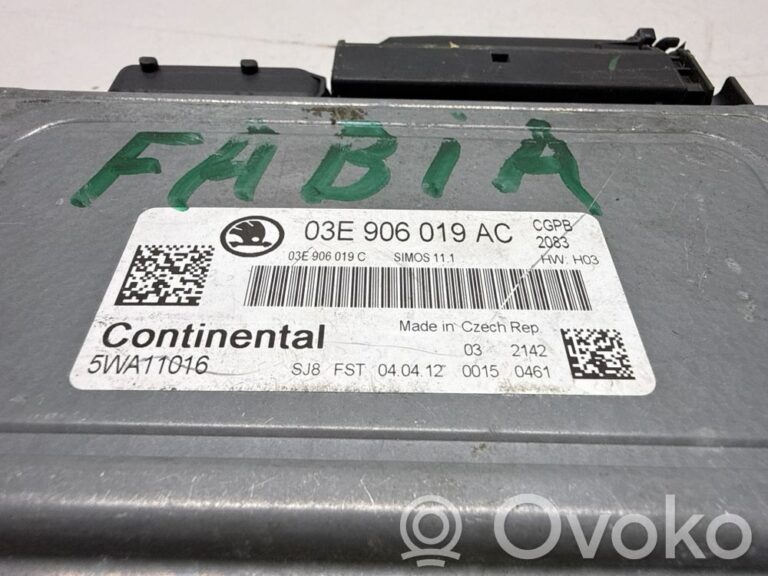 FABIA
03E 906 019 AC CGPB
2083
03E 906 019 C SIMOS 11.1 HW: H03
Continental Made in Czech Rep.
03 2142
5WA11016 SJ8 FST 04.04.12 0015 0461
Ovoko